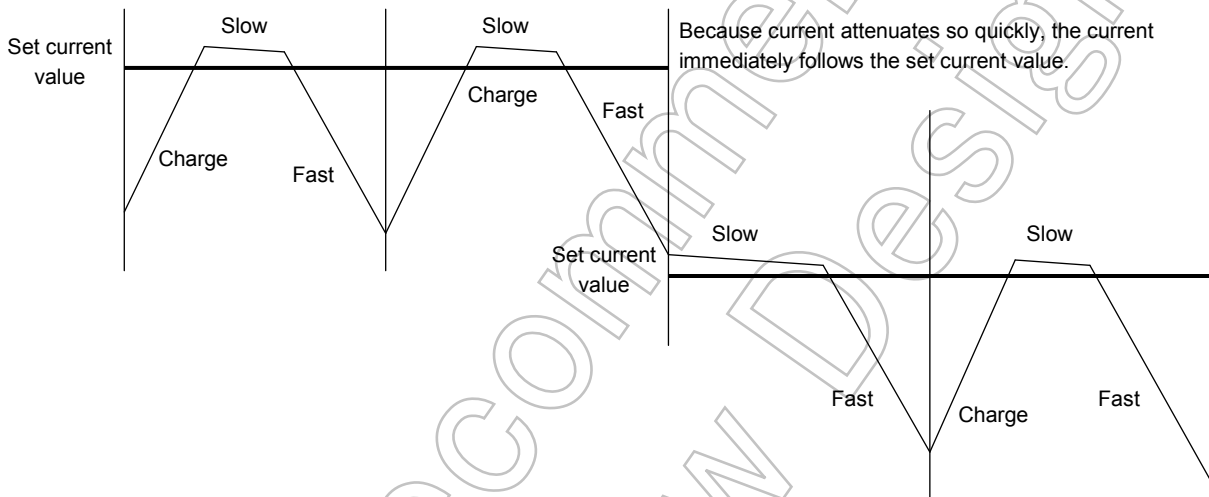 Slow
Slow
Because current attenuates so quickly, the current
immediately follows the set current value.
Set current
value
Charge
Fast
Charge
Fast
Slow
Slow
Set current
value
Fast
Charge
Fast